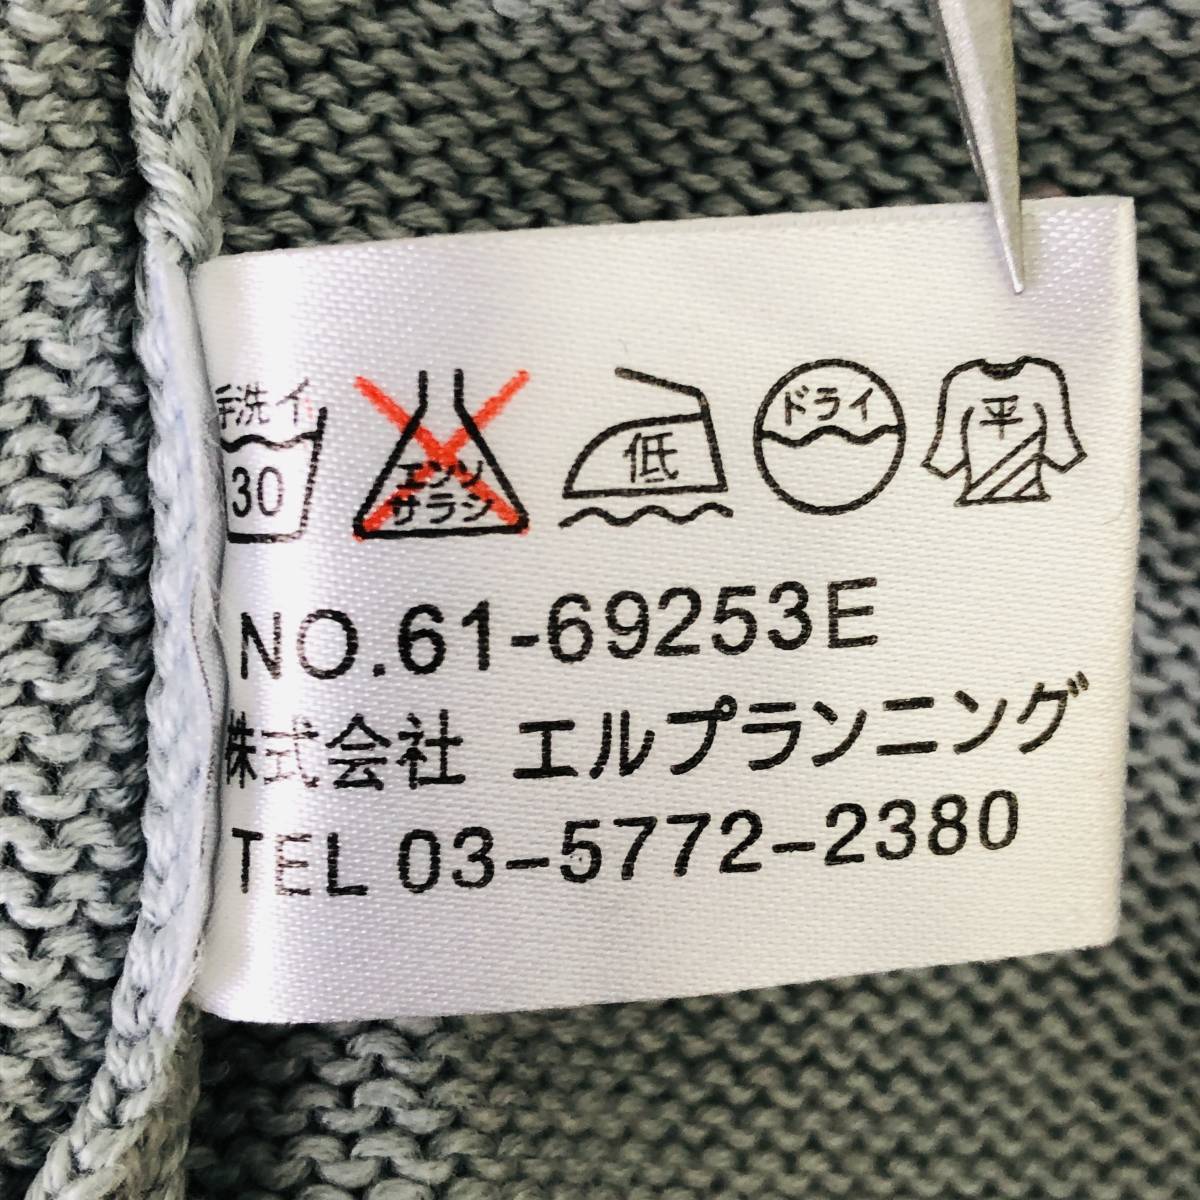 手洗イ
30
エンソ
サラシ
低
ドライ
平
NO.61-69253E
株式会社 エルプランニング
TEL 03-5772-2380